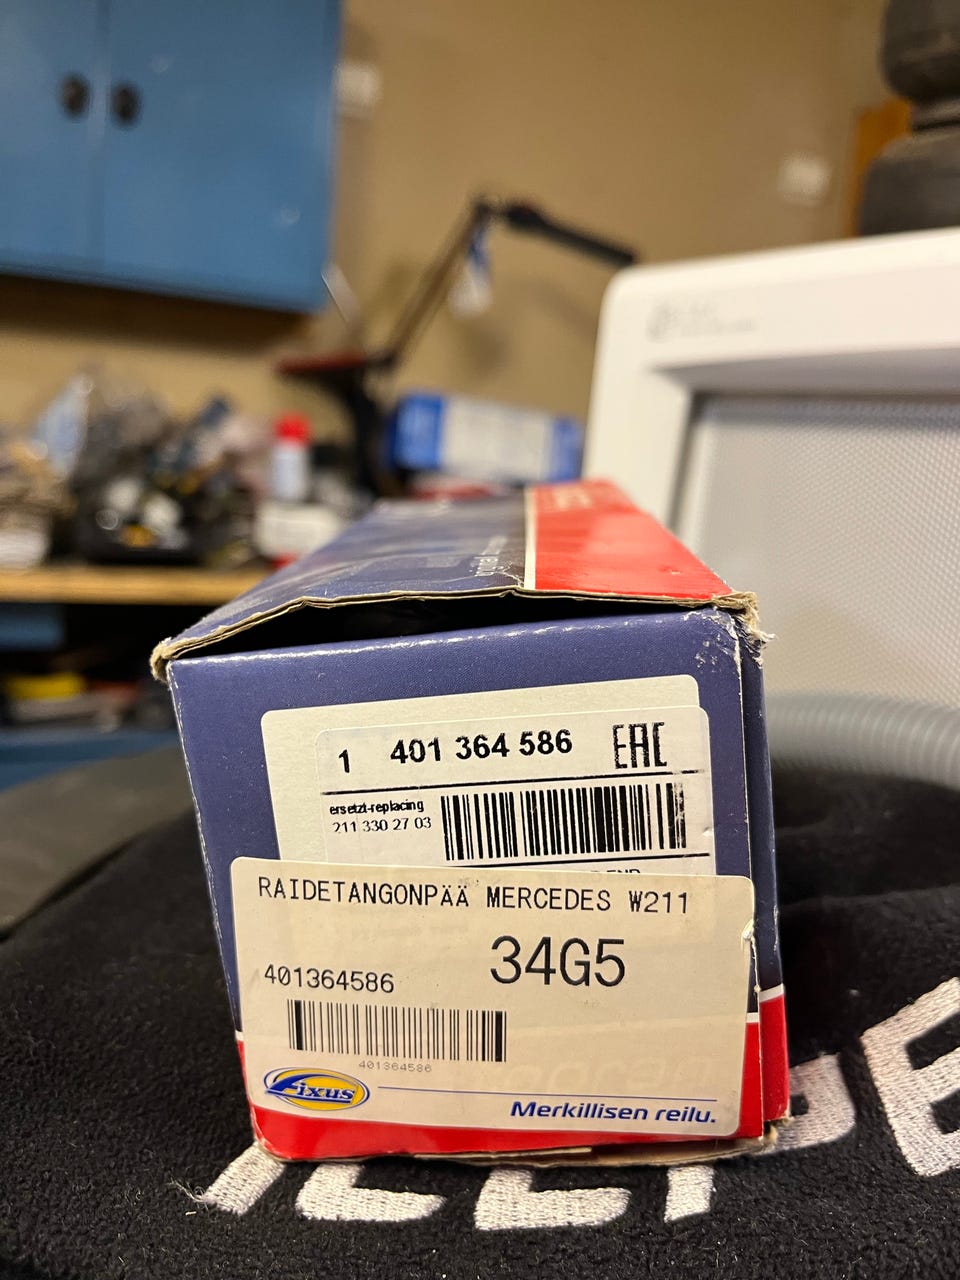 1 401 364 586 EAC
ersetzt-replacing
211 330 27 03
RAIDETANGONPÄÄ MERCEDES W211
34G5
401364586
401364586
Fixus
Merkillisen reilu.